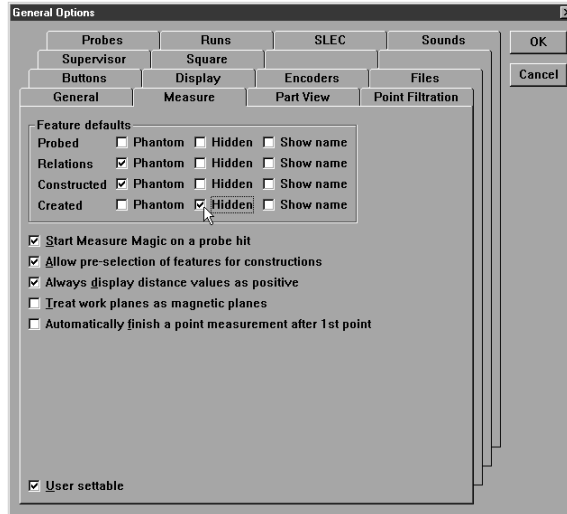 General Options
Probes Runs SLEC Sounds
Supervisor Square
Buttons Display Encoders Files
General Measure Part View Point Filtration
OK
Cancel
Feature defaults
Probed Phantom Hidden Show name
Relations Phantom Hidden Show name
Constructed Phantom Hidden Show name
Created Phantom Hidden Show name
Start Measure Magic on a probe hit
Allow pre-selection of features for constructions
Always display distance values as positive
Treat work planes as magnetic planes
Automatically finish a point measurement after 1st point
User settable